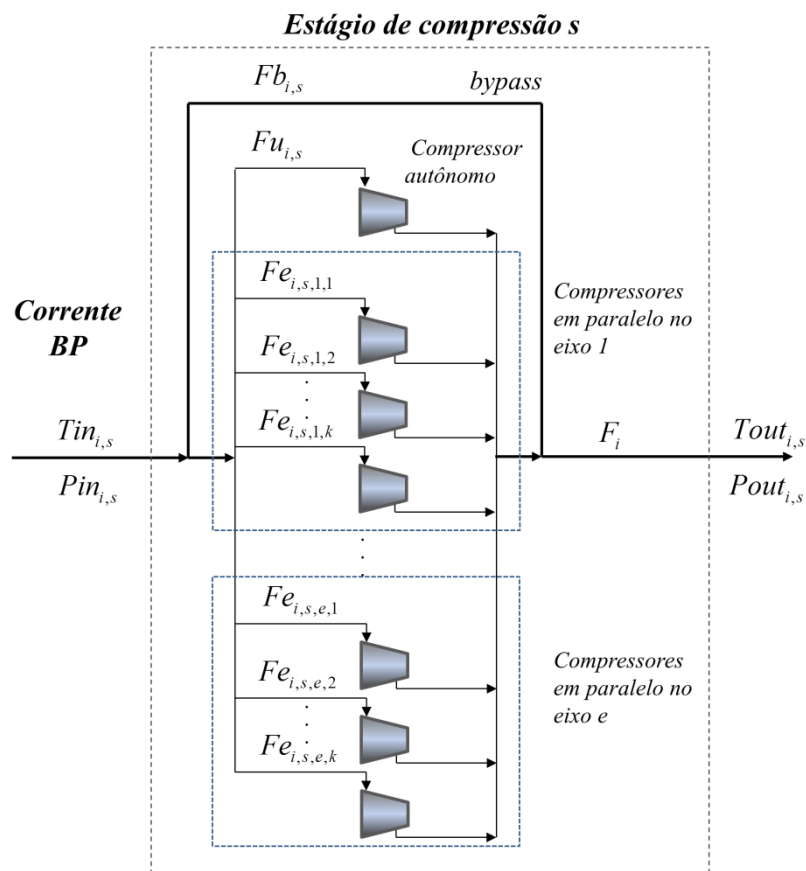 Estágio de compressão s
Fb_{i,s}
bypass
Fu_{i,s}
Compressor
autônomo
Fe_{i,s,1,1}
Compressores
em paralelo no
eixo 1
Corrente
BP
Fe_{i,s,1,2}
Fe_{i,s,1,k}
Tin_{i,s}
F_{i}
Tout_{i,s}
Pin_{i,s}
Pout_{i,s}
Fe_{i,s,e,1}
Fe_{i,s,e,2}
Compressores
em paralelo no
eixo e
Fe_{i,s,e,k}